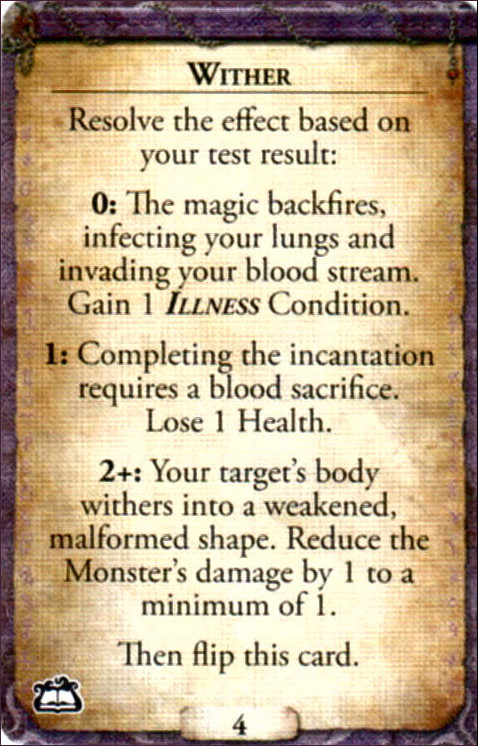 WITHER
Resolve the effect based on
your test result:
0: The magic backfires,
infecting your lungs and
invading your blood stream.
Gain 1 ILLNESS Condition.
1: Completing the incantation
requires a blood sacrifice.
Lose 1 Health.
2+: Your target's body
withers into a weakened,
malformed shape. Reduce the
Monster's damage by 1 to a
minimum of 1.
Then flip this card.
4